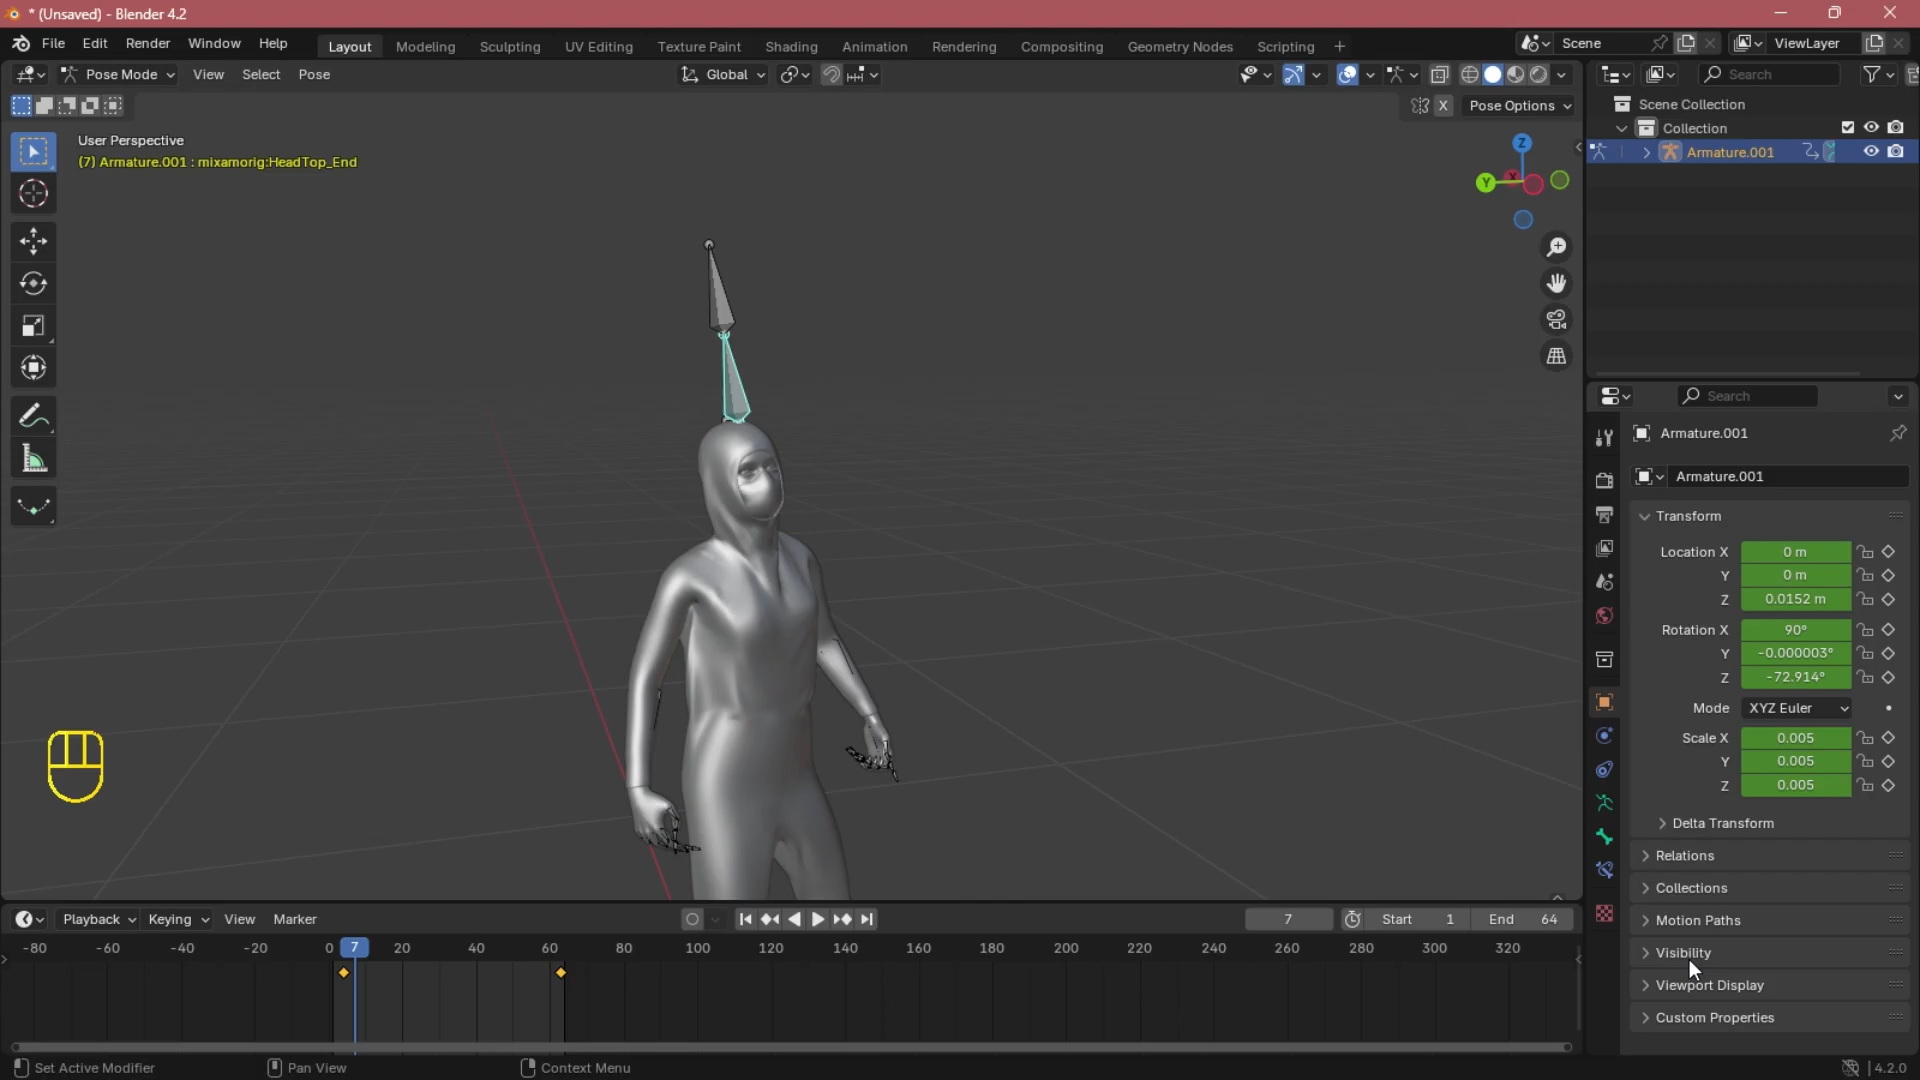 * (Unsaved) - Blender 4.2
File Edit Render Window Help
Layout Modeling Sculpting UV Editing Texture Paint Shading Animation Rendering Compositing Geometry Nodes Scripting +
Scene
ViewLayer
Pose Mode View Select Pose
Global
Search
X Pose Options
User Perspective
(7) Armature.001 : mixamorig:HeadTop_End
Z
Y
X
Scene Collection
Collection
Armature.001
Search
Armature.001
Armature.001
Transform
Location X 0 m
Y 0 m
Z 0.0152 m
Rotation X 90°
Y -0.000003°
Z -72.914°
Mode XYZ Euler
Scale X 0.005
Y 0.005
Z 0.005
Delta Transform
Relations
Collections
Motion Paths
Visibility
Viewport Display
Custom Properties
Playback Keying View Marker
7 Start 1 End 64
-80 -60 -40 -20 0 7 20 40 60 80 100 120 140 160 180 200 220 240 260 280 300 320
Set Active Modifier Pan View Context Menu 4.2.0